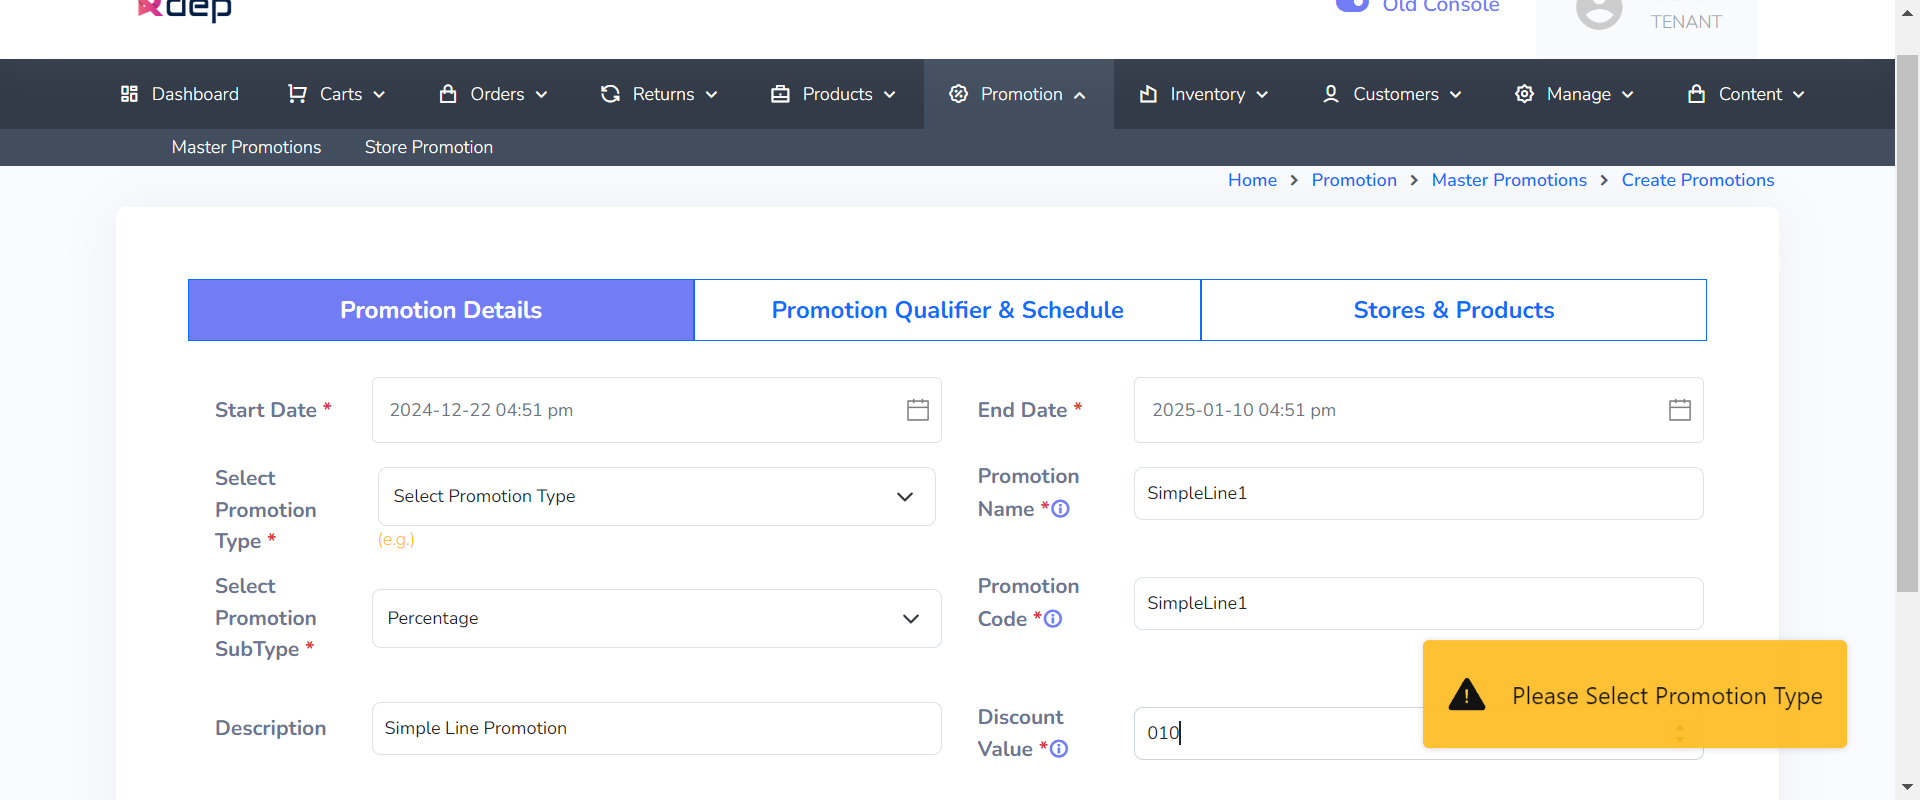 Rdep
Old Console
TENANT
Dashboard Carts Orders Returns Products Promotion Inventory Customers Manage Content
Master Promotions Store Promotion
Home > Promotion > Master Promotions > Create Promotions
Promotion Details Promotion Qualifier & Schedule Stores & Products
Start Date * 2024-12-22 04:51 pm End Date * 2025-01-10 04:51 pm
Select
Promotion
Type *
Select Promotion Type
(e.g.)
Promotion
Name *
SimpleLine1
Select
Promotion
SubType *
Percentage
Promotion
Code *
SimpleLine1
Description Simple Line Promotion
Discount
Value *
010
Please Select Promotion Type